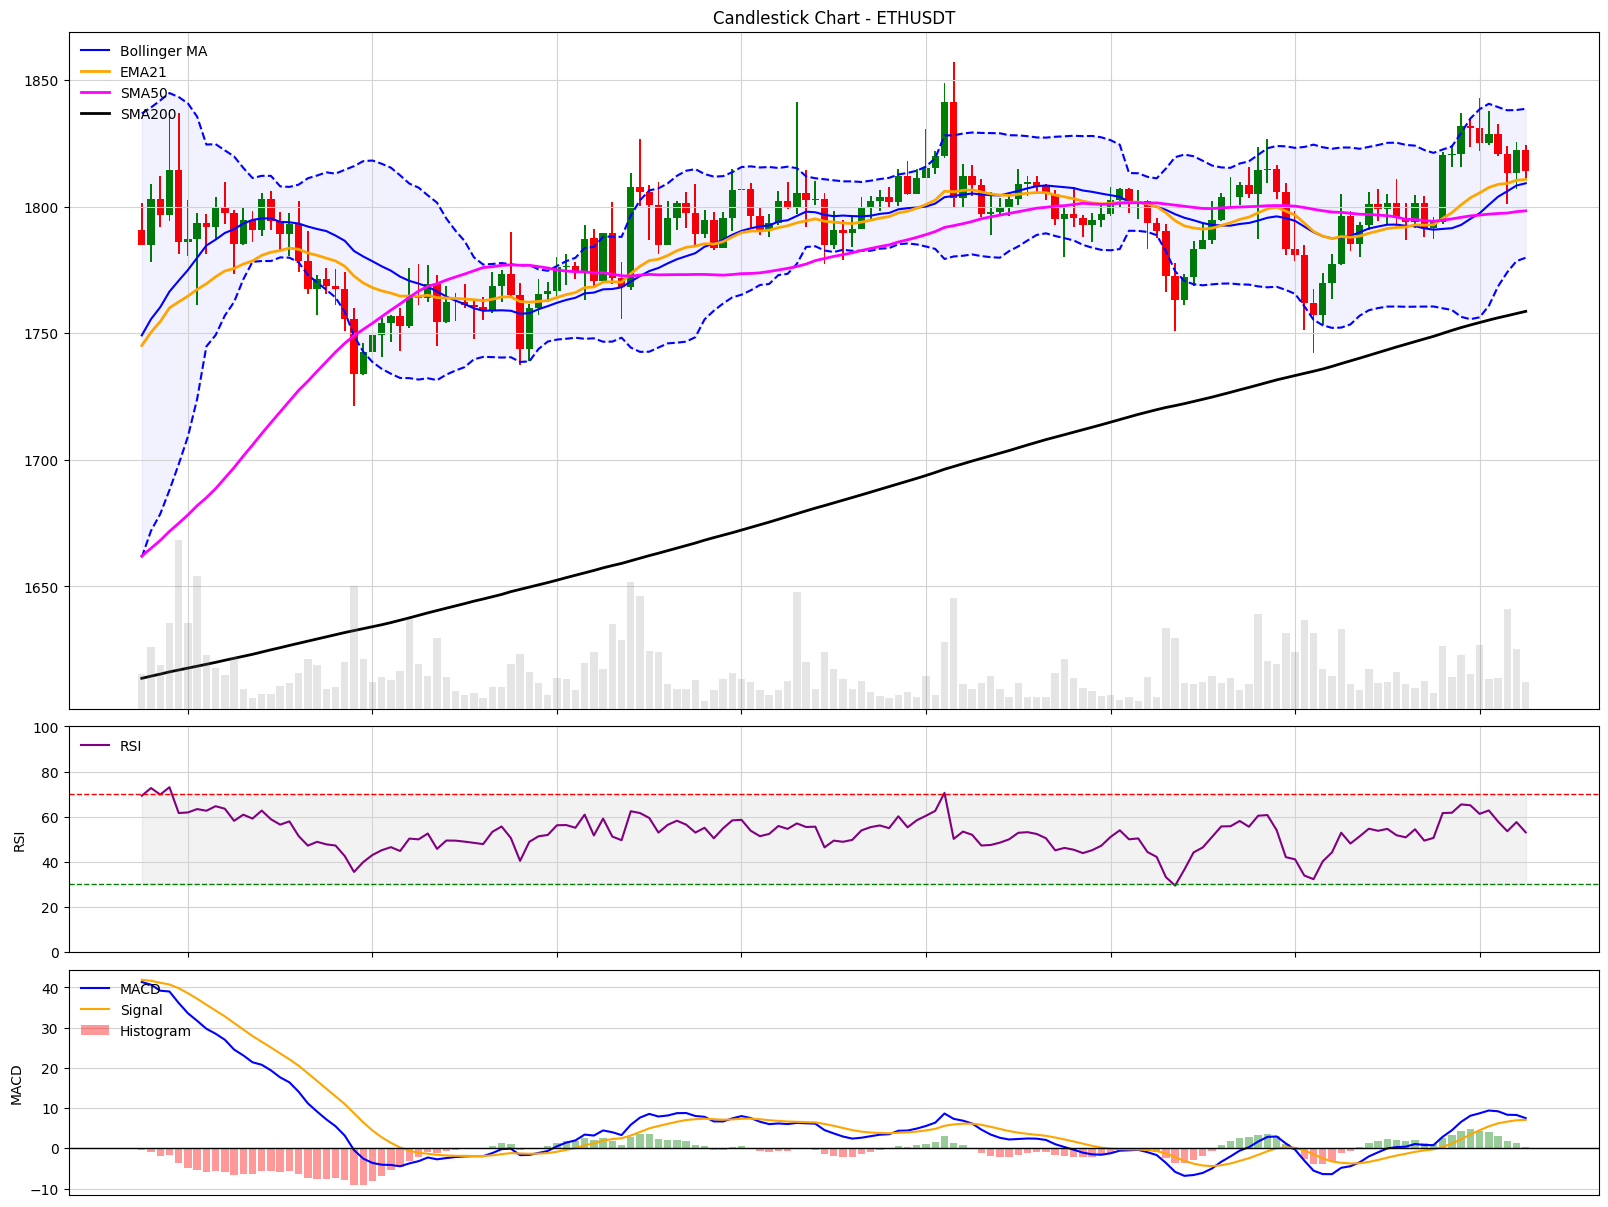 Candlestick Chart - ETHUSDT
Bollinger MA
EMA21
SMA50
SMA200
1850
1800
1750
1700
1650
RSI
100
80
60
40
20
0
RSI
MACD
Signal
Histogram
40
30
20
10
0
−10
MACD